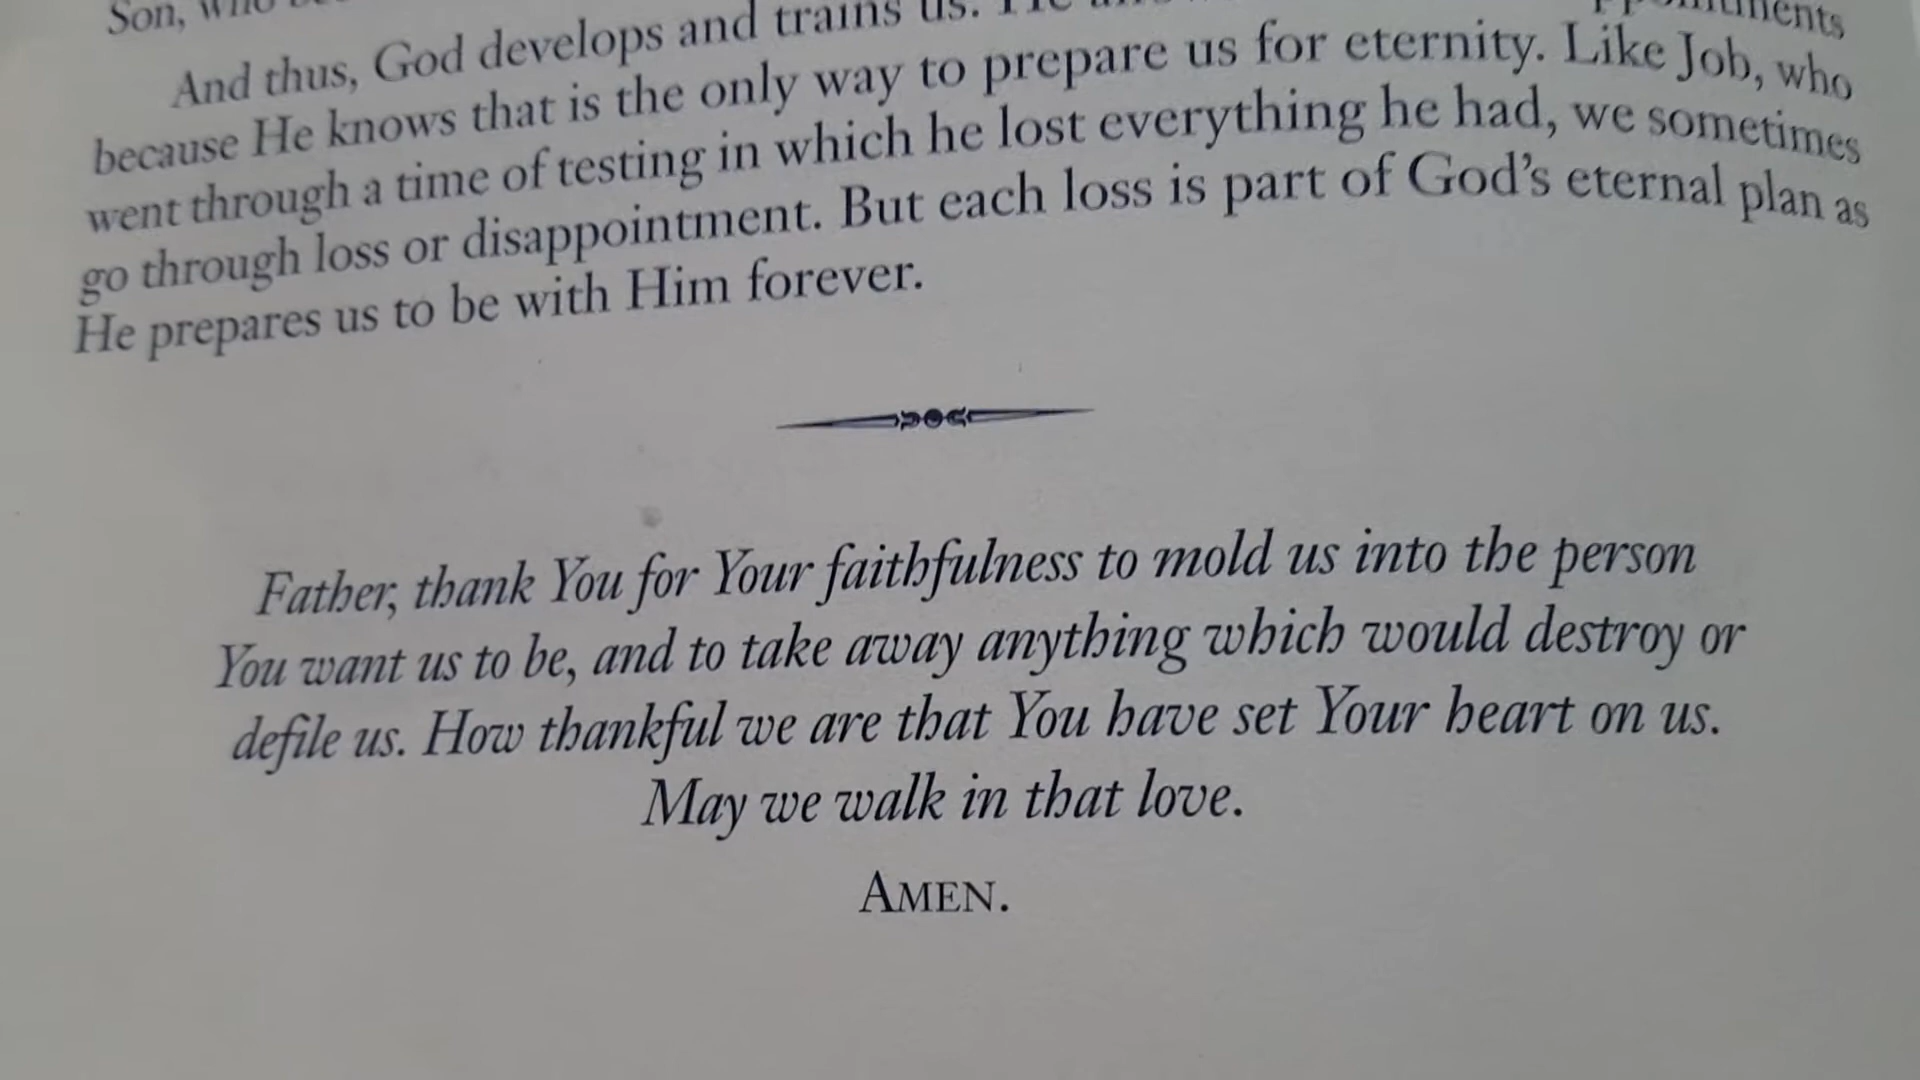 Son, who
And thus, God develops and trains us. He
because He knows that is the only way to prepare us for eternity. Like Job, who
went through a time of testing in which he lost everything he had, we sometimes
go through loss or disappointment. But each loss is part of God's eternal plan as
He prepares us to be with Him forever.
Father, thank You for Your faithfulness to mold us into the person
You want us to be, and to take away anything which would destroy or
defile us. How thankful we are that You have set Your heart on us.
May we walk in that love.
AMEN.